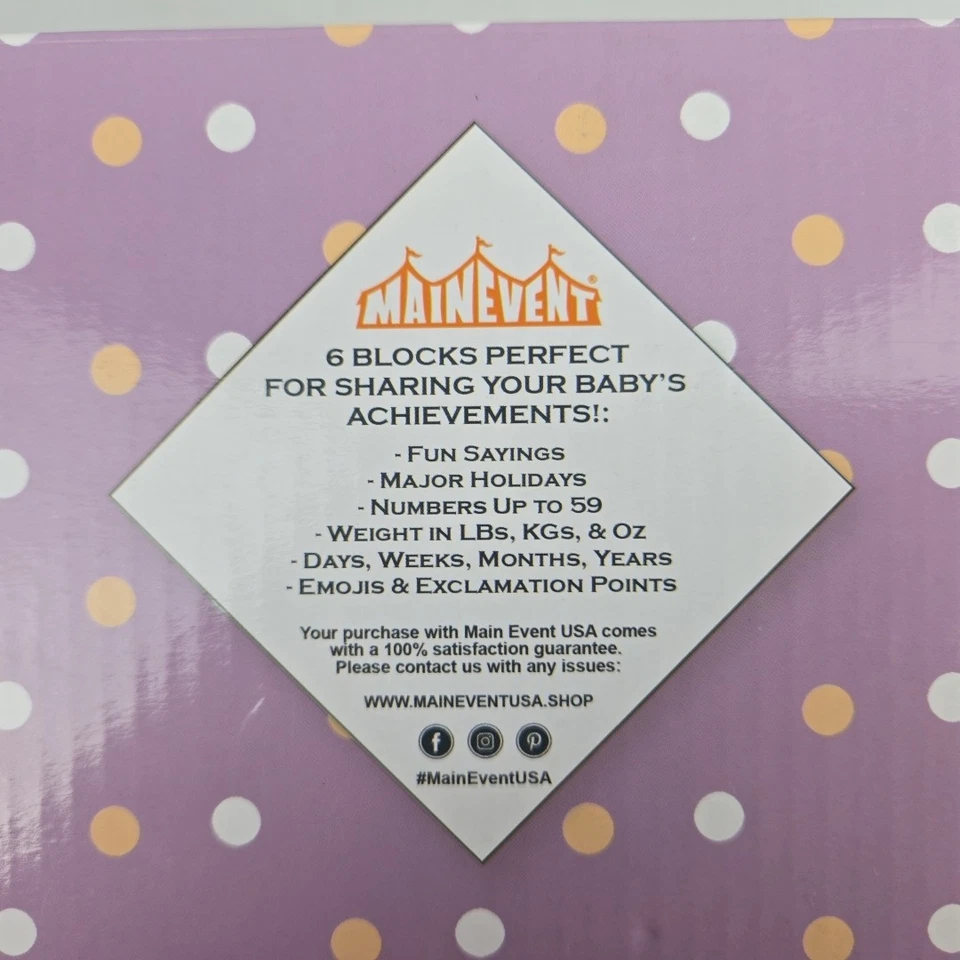 MAIN EVENT®
6 BLOCKS PERFECT
FOR SHARING YOUR BABY'S
ACHIEVEMENTS!:
- FUN SAYINGS
- MAJOR HOLIDAYS
- NUMBERS UP TO 59
- WEIGHT IN LBS, KGS, & OZ
- DAYS, WEEKS, MONTHS, YEARS
- EMOJIS & EXCLAMATION POINTS
Your purchase with Main Event USA comes
with a 100% satisfaction guarantee.
Please contact us with any issues:
WWW.MAINEVENTUSA.SHOP
#MainEventUSA